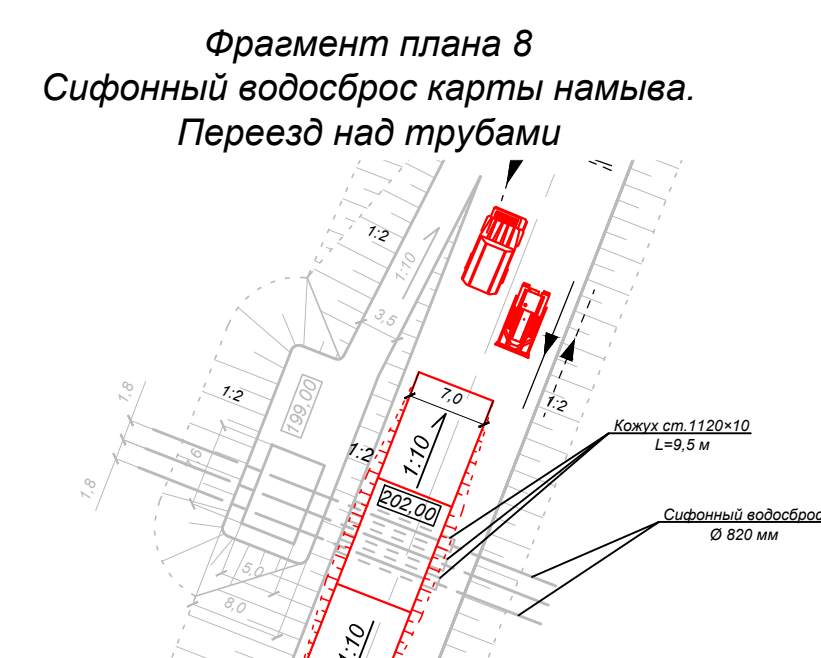 Фрагмент плана 8
Сифонный водосброс карты намыва.
Переезд над трубами
1:2
1:10
3,5
1:2
199,00
7,0
1:2
1,8
1:2
1:10
Кожух ст.1120×10
L=9,5 м
1,6
1,8
202,00
Сифонный водосброс
Ø 820 мм
5,0
8,0
1:10